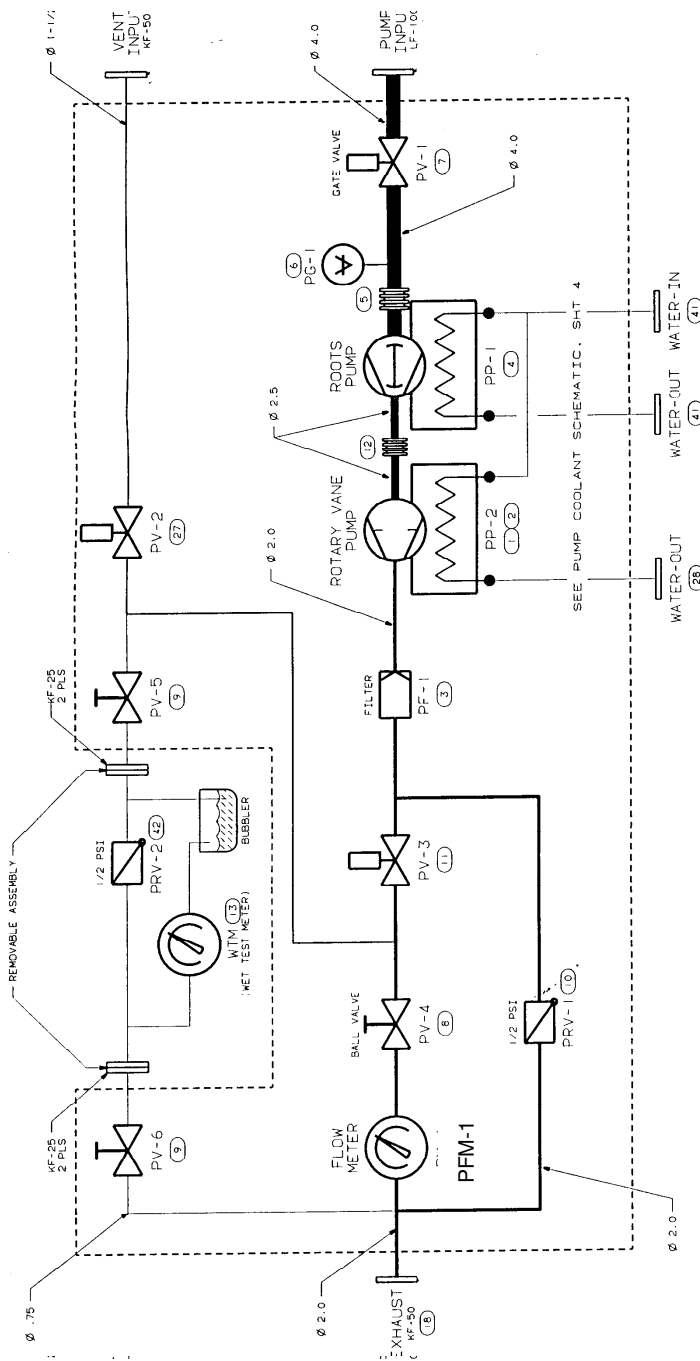 Ø 1-1/
VENT
INPU
KF-50
Ø 4.0
PUMP
INPU
LF-100
GATE VALVE
PV-1
7
Ø 4.0
6
PG-1
5
ROOTS
PUMP
PP-1
4
WATER-IN
41
WATER-OUT
41
Ø 2.5
12
ROTARY VANE
PUMP
PP-2
1
2
SEE PUMP COOLANT SCHEMATIC, SHT 4
WATER-OUT
28
PV-2
27
Ø 2.0
KF-25
2 PLS
PV-5
9
FILTER
PF-1
3
REMOVABLE ASSEMBLY
1/2 PSI
PRV-2
42
BUBBLER
WTM
13
(WET TEST METER)
PV-3
11
BALL VALVE
PV-4
8
1/2 PSI
PRV-1
10
KF-25
2 PLS
PV-6
9
FLOW
METER
PFM-1
Ø .75
Ø 2.0
Ø 2.0
EXHAUST
KF-50
18